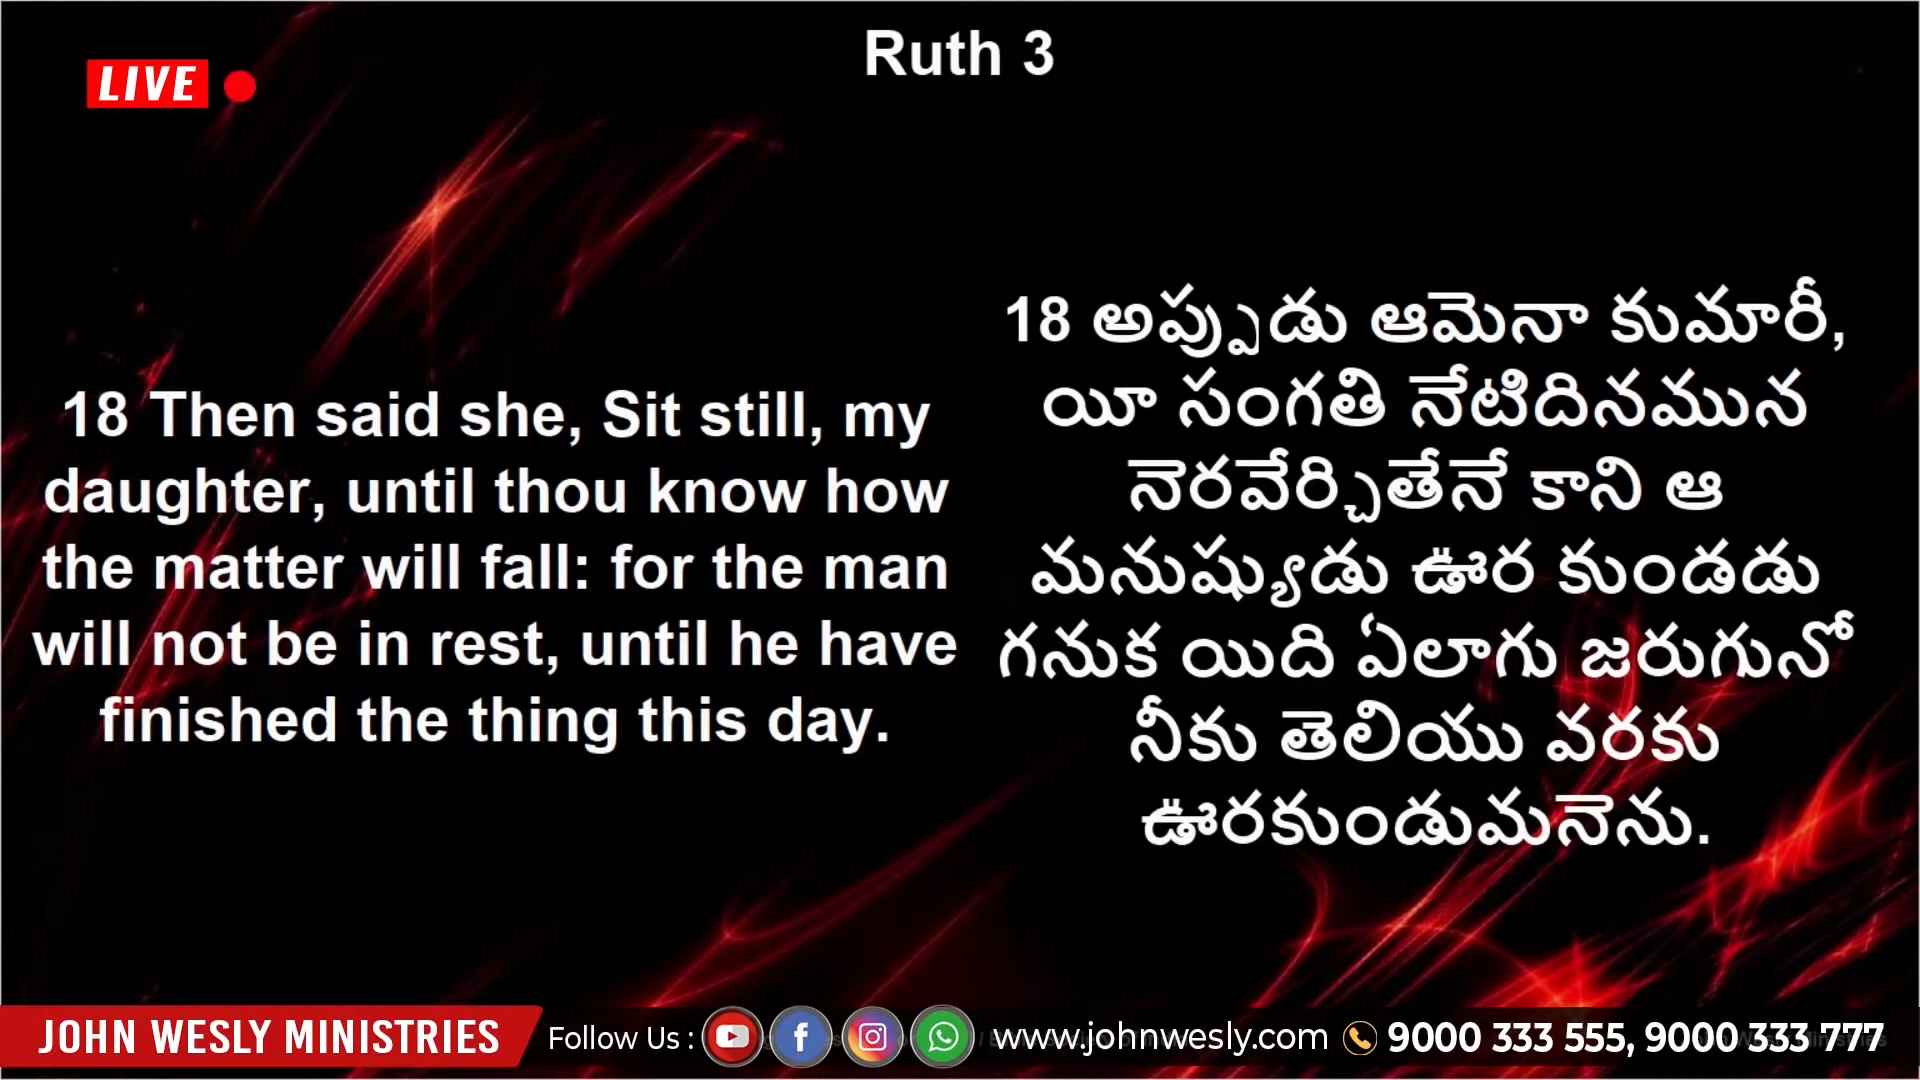 Ruth 3
LIVE
18 Then said she, Sit still, my
daughter, until thou know how
the matter will fall: for the man
will not be in rest, until he have
finished the thing this day.
18 అప్పుడు ఆమెనా కుమారీ,
యీ సంగతి నేటిదినమున
నెరవేర్చితేనే కాని ఆ
మనుష్యుడు ఊర కుండడు
గనుక యిది ఏలాగు జరుగునో
నీకు తెలియు వరకు
ఊరకుండుమనెను.
JOHN WESLY MINISTRIES
Follow Us :
www.johnwesly.com
9000 333 555, 9000 333 777